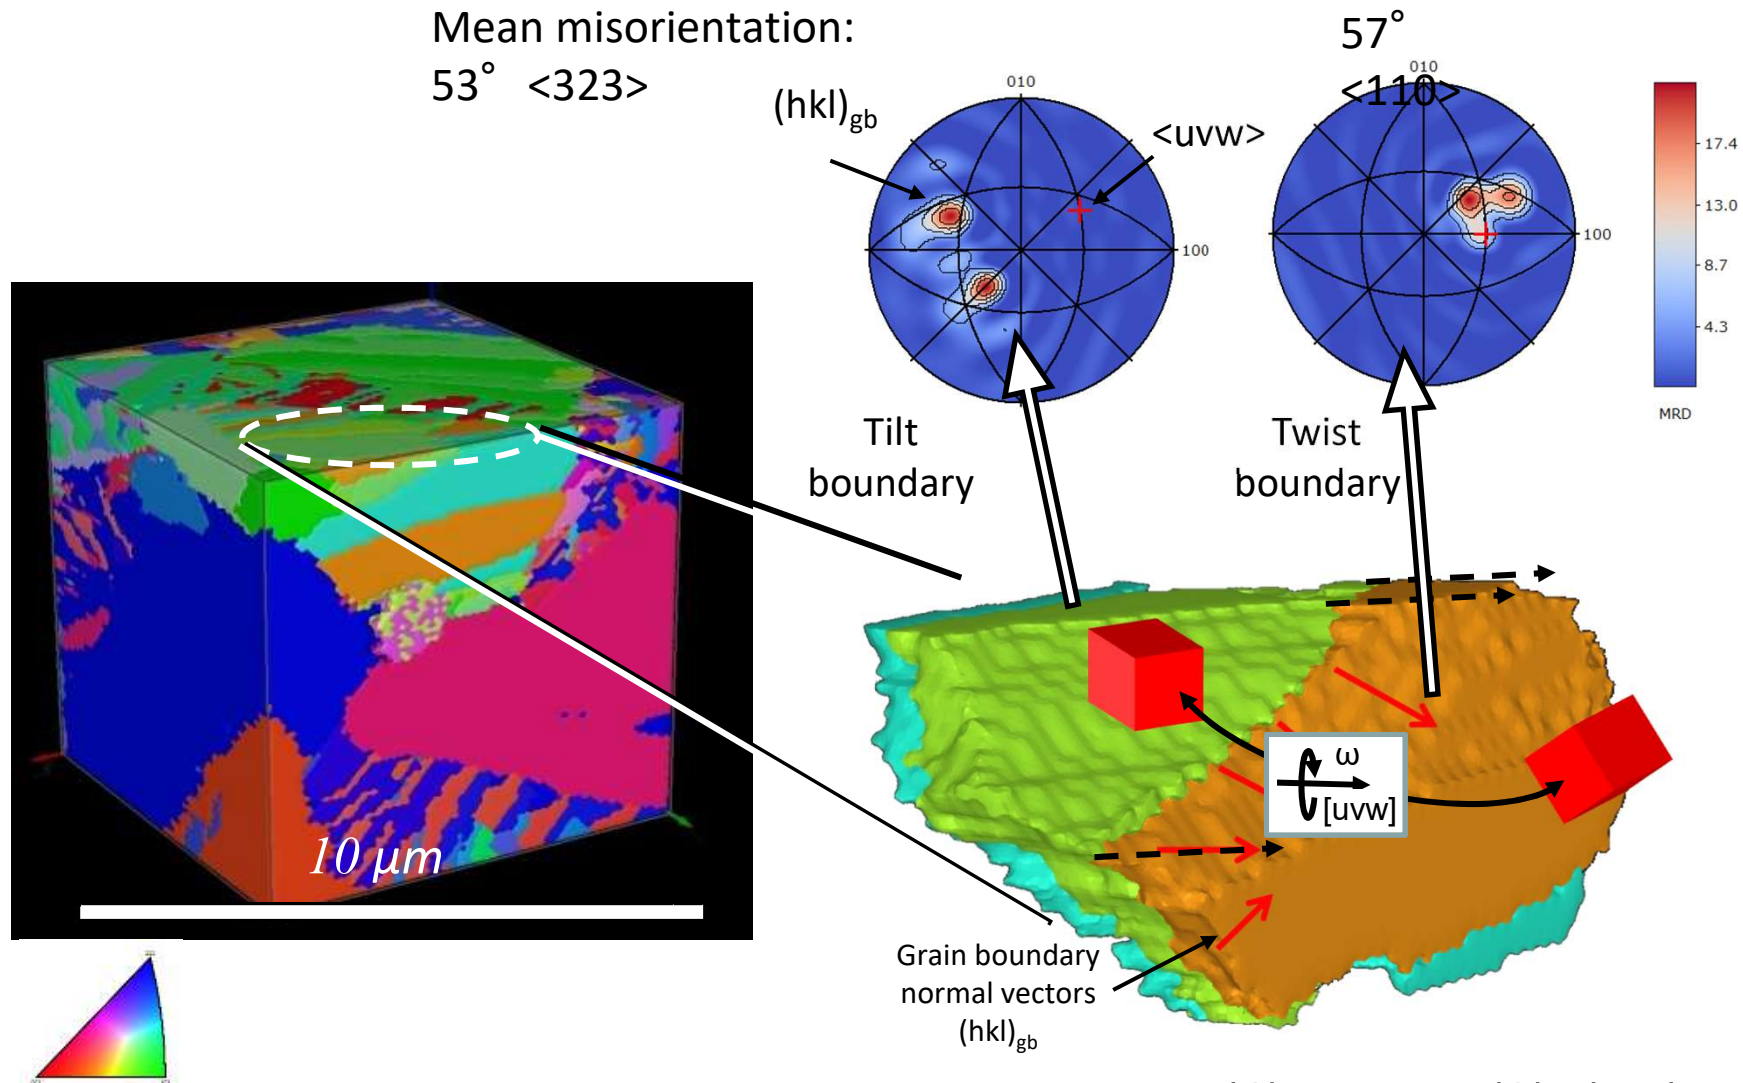 Mean misorientation:
53° <323>
57°
<110>
(hkl)gb
<uvw>
010
100
010
100
17.4
13.0
8.7
4.3
MRD
Tilt
boundary
Twist
boundary
ω
[uvw]
10 µm
Grain boundary
normal vectors
(hkl)gb